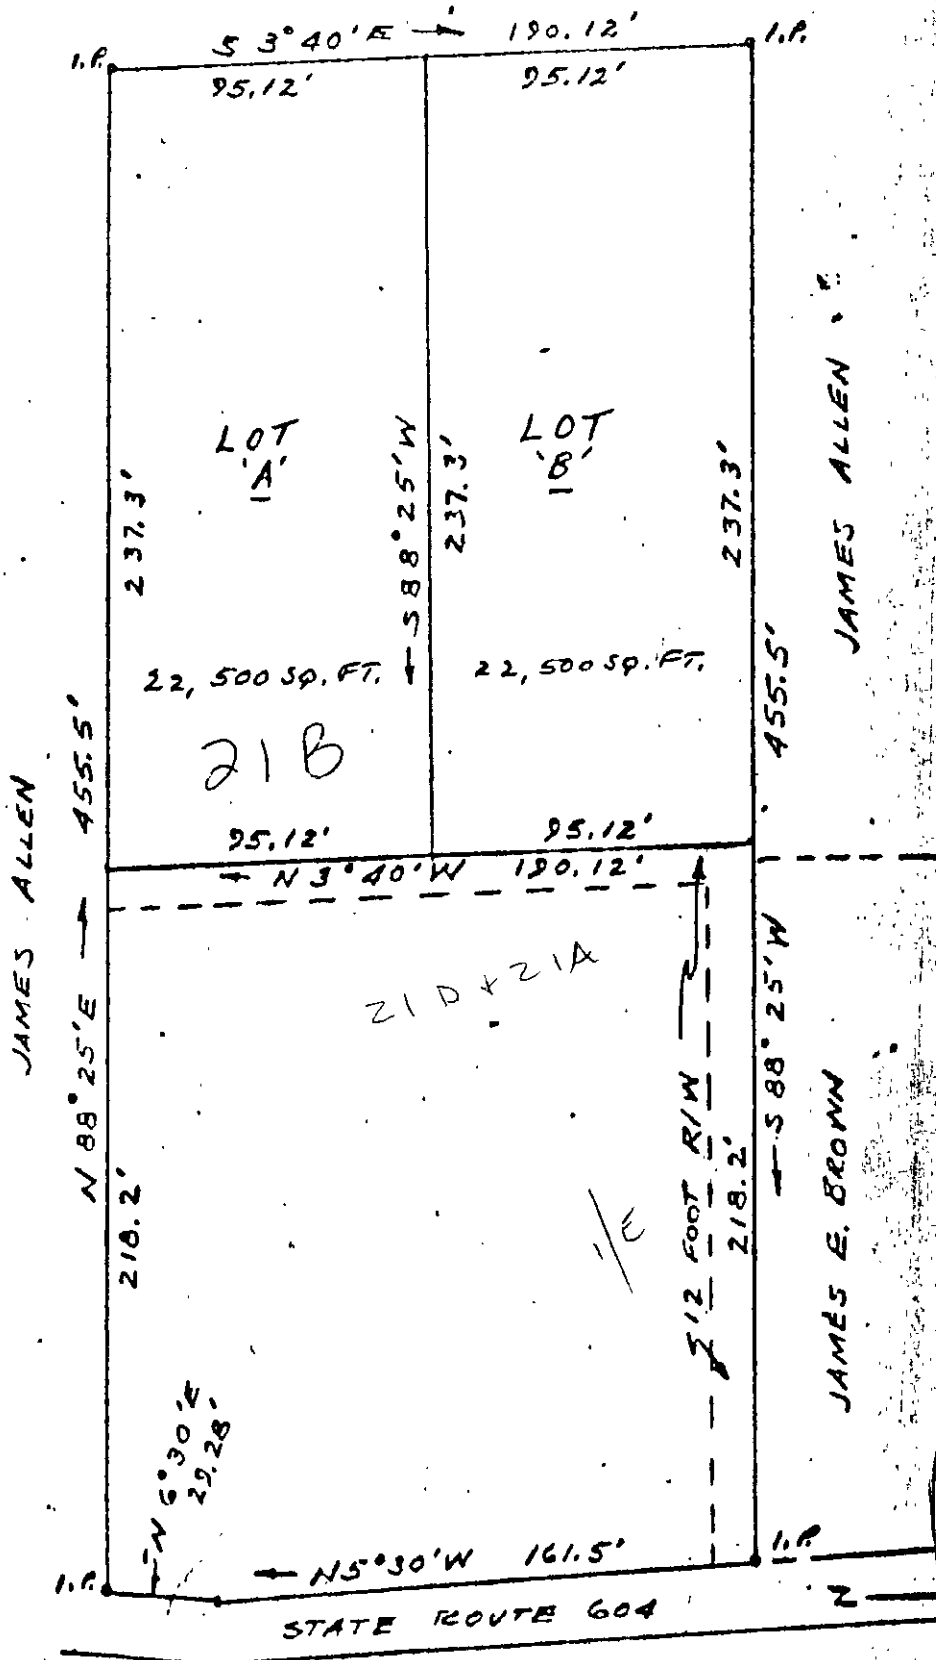 I.P.
S 3° 40' E 190.12'
I.P.
95.12'
95.12'
LOT
'A'
LOT
'B'
237.3'
S 88° 25' W
237.3'
237.3'
JAMES ALLEN
22,500 SQ. FT.
22,500 SQ. FT.
21B
455.5'
455.5'
95.12'
95.12'
N 3° 40' W 190.12'
JAMES ALLEN
N 88° 25' E
21D + 21A
S 88° 25' W
12 FOOT R/W
218.2'
218.2'
JAMES E. BROWN
N 6° 30' E
29.28'
I.P.
N 5° 30' W 161.5'
I.P.
STATE ROUTE 604